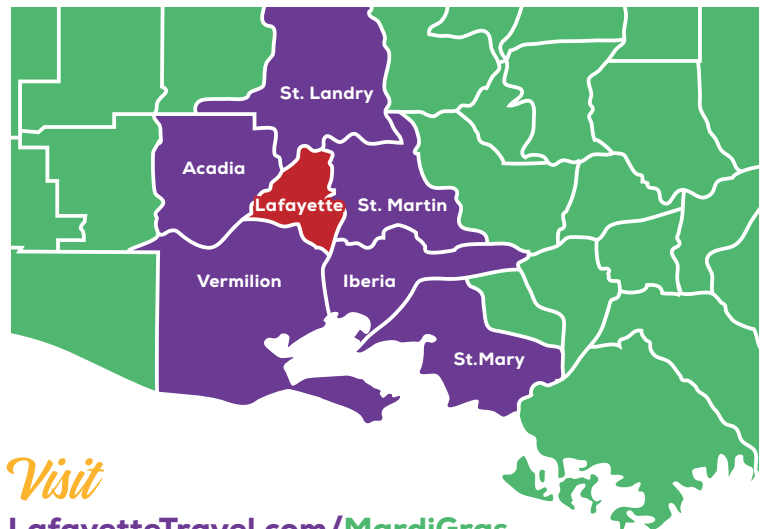 St. Landry
Acadia
Lafayette
St. Martin
Vermilion
Iberia
St.Mary
Visit
LafayetteTravel.com/MardiGras